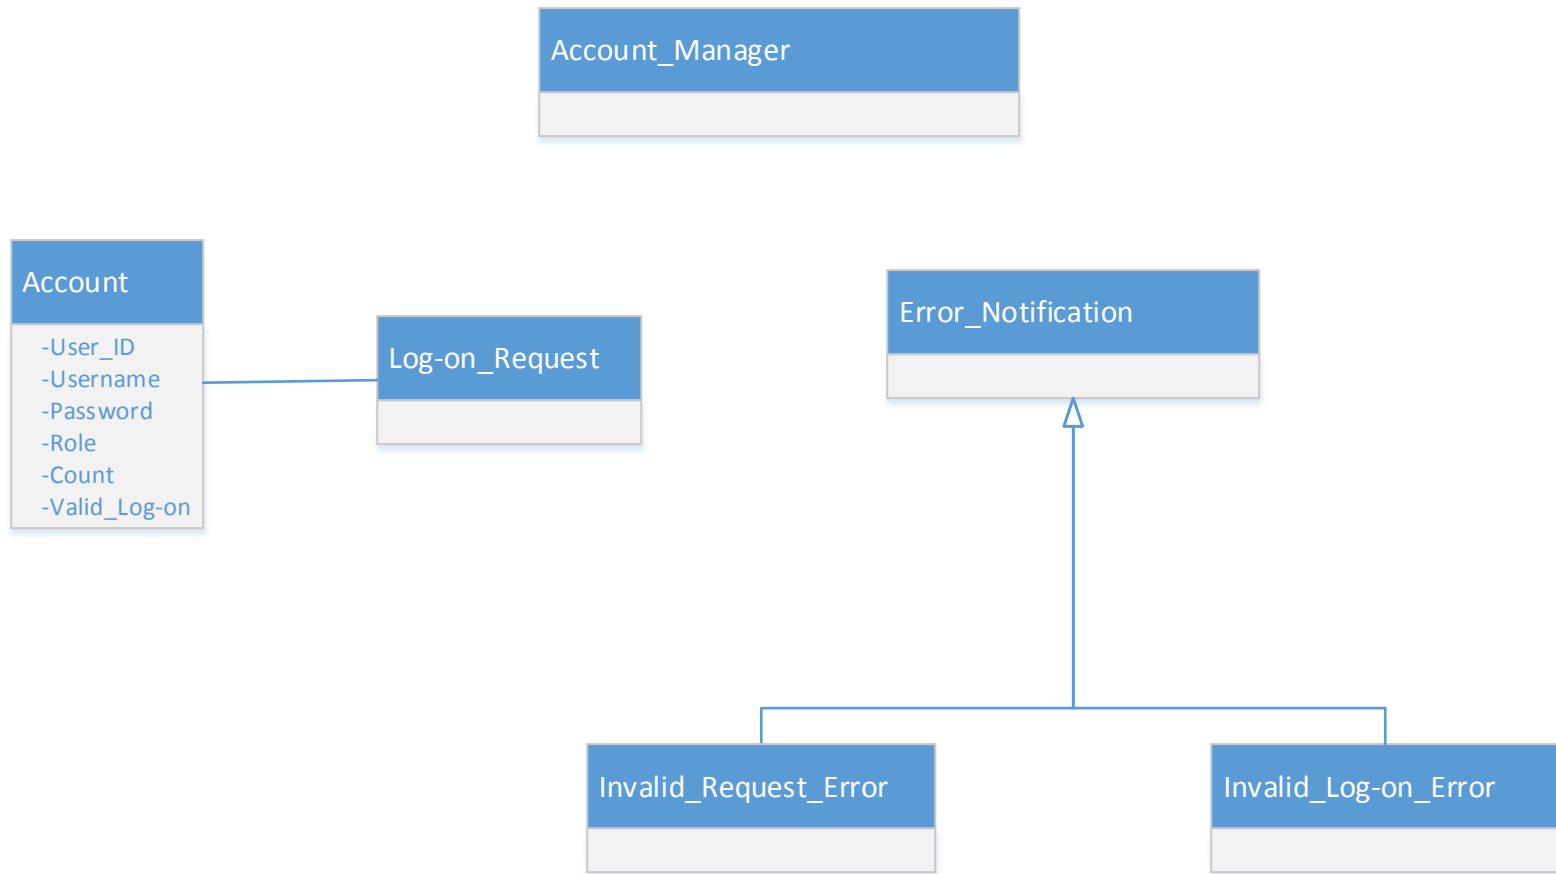 Account_Manager
Account
-User_ID
-Username
-Password
-Role
-Count
-Valid_Log-on
Log-on_Request
Error_Notification
Invalid_Request_Error
Invalid_Log-on_Error